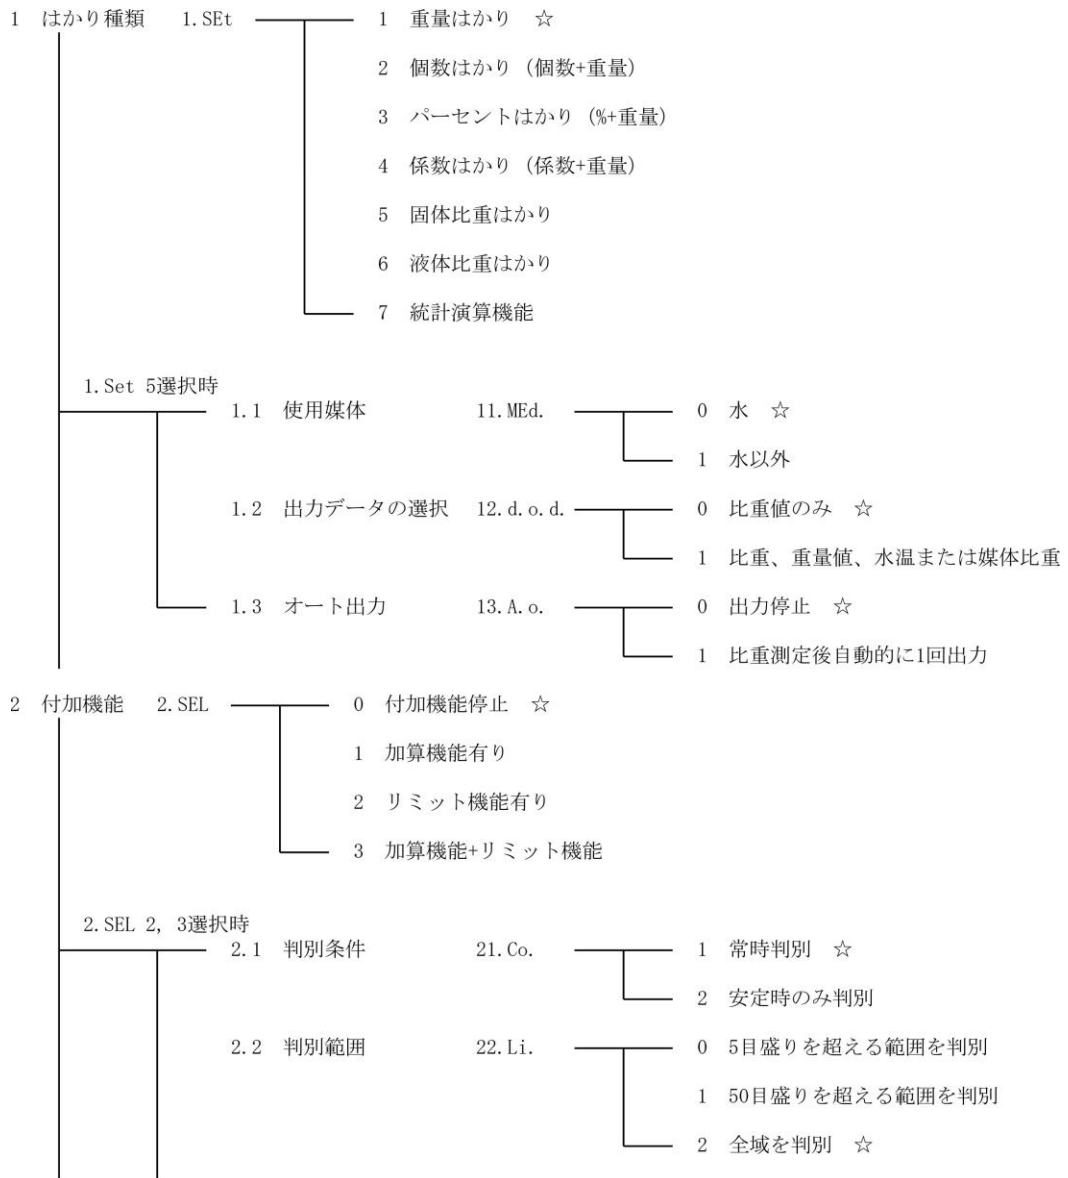 1 はかり種類 1.SEt 1 重量はかり ☆
2 個数はかり (個数+重量)
3 パーセントはかり (%+重量)
4 係数はかり (係数+重量)
5 固体比重はかり
6 液体比重はかり
7 統計演算機能
1.Set 5選択時
1.1 使用媒体 11.MEd. 0 水 ☆
1 水以外
1.2 出力データの選択 12.d.o.d. 0 比重値のみ ☆
1 比重、重量値、水温または媒体比重
1.3 オート出力 13.A.o. 0 出力停止 ☆
1 比重測定後自動的に1回出力
2 付加機能 2.SEL 0 付加機能停止 ☆
1 加算機能有り
2 リミット機能有り
3 加算機能+リミット機能
2.SEL 2, 3選択時
2.1 判別条件 21.Co. 1 常時判別 ☆
2 安定時のみ判別
2.2 判別範囲 22.Li. 0 5目盛りを超える範囲を判別
1 50目盛りを超える範囲を判別
2 全域を判別 ☆